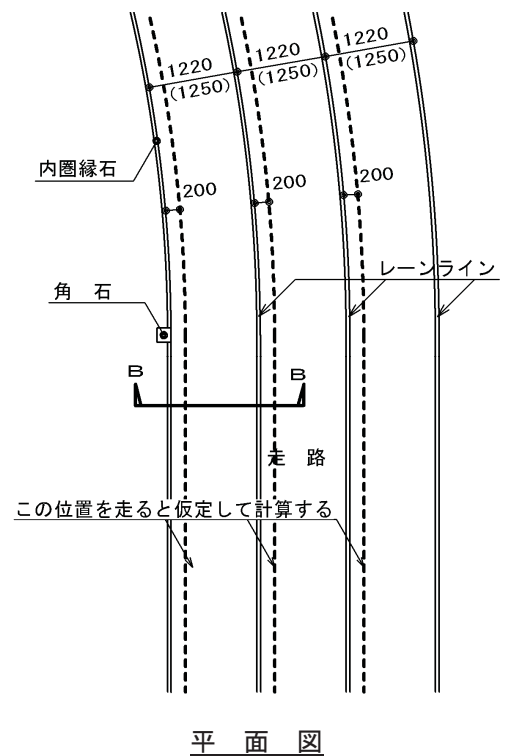 1220
(1250)
1220
(1250)
1220
(1250)
内圏縁石
200
200
200
レーンライン
角 石
B
B
走 路
この位置を走ると仮定して計算する
平 面 図